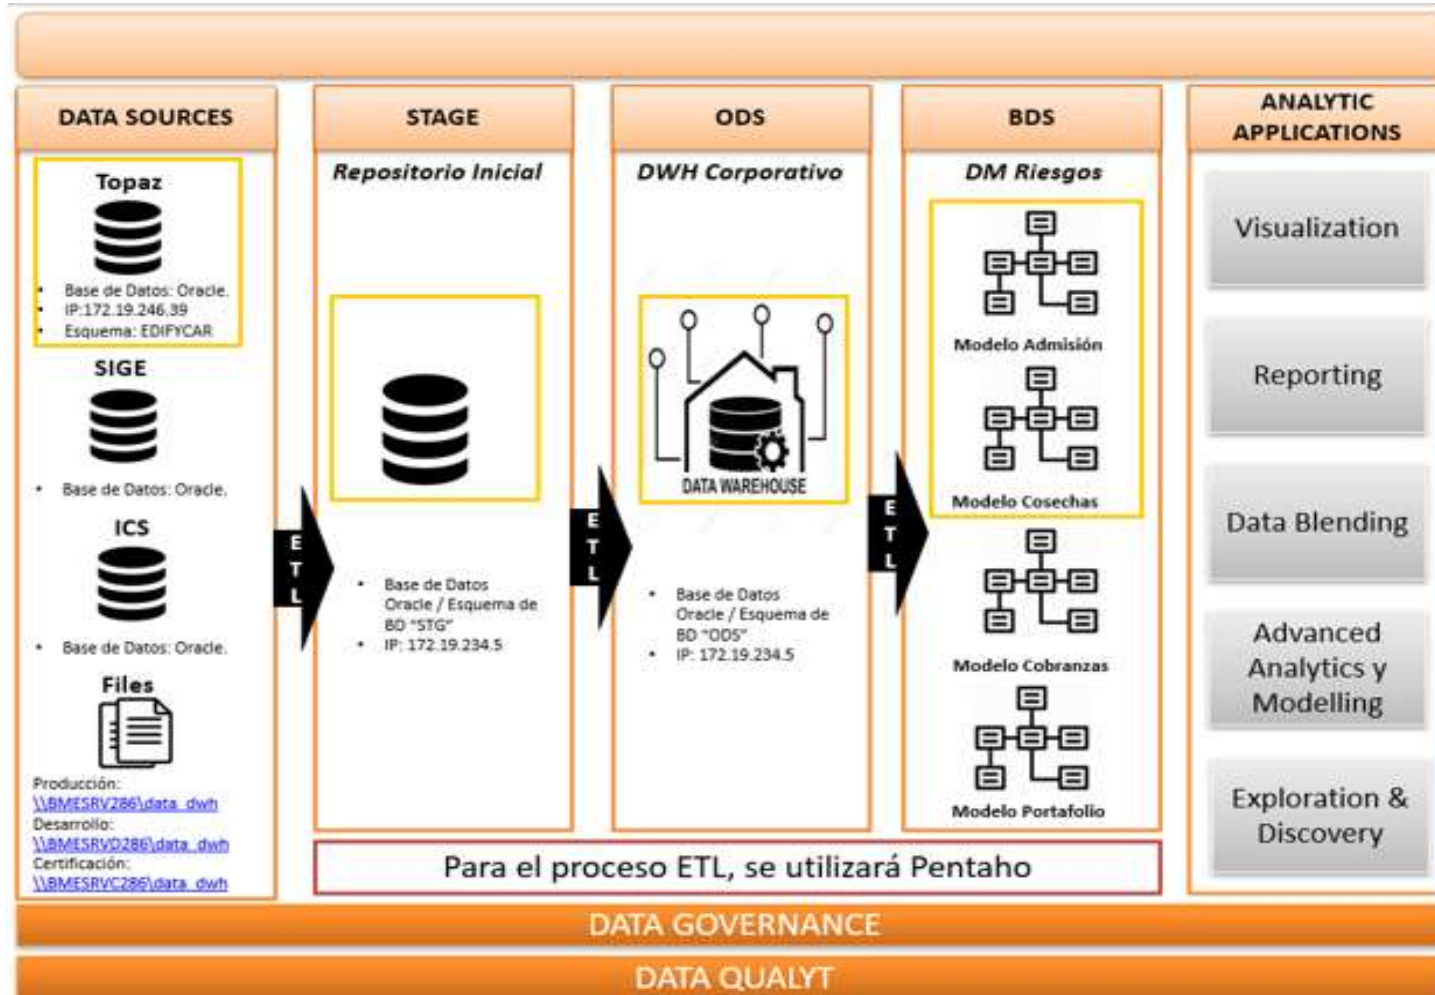 DATA SOURCES
Topaz
• Base de Datos: Oracle.
• IP:172.19.246.39
• Esquema: EDIFYCAR
SIGE
• Base de Datos: Oracle.
ICS
• Base de Datos: Oracle.
Files
Producción:
\\BMESRV286\data_dwh
Desarrollo:
\\BMESRVD286\data_dwh
Certificación:
\\BMESRVC286\data_dwh
ETL
STAGE
Repositorio Inicial
• Base de Datos
Oracle / Esquema de
BD "STG"
• IP: 172.19.234.5
ETL
ODS
DWH Corporativo
DATA WAREHOUSE
• Base de Datos
Oracle / Esquema de
BD "ODS"
• IP: 172.19.234.5
ETL
BDS
DM Riesgos
Modelo Admisión
Modelo Cosechas
Modelo Cobranzas
Modelo Portafolio
ANALYTIC
APPLICATIONS
Visualization
Reporting
Data Blending
Advanced
Analytics y
Modelling
Exploration &
Discovery
Para el proceso ETL, se utilizará Pentaho
DATA GOVERNANCE
DATA QUALYT